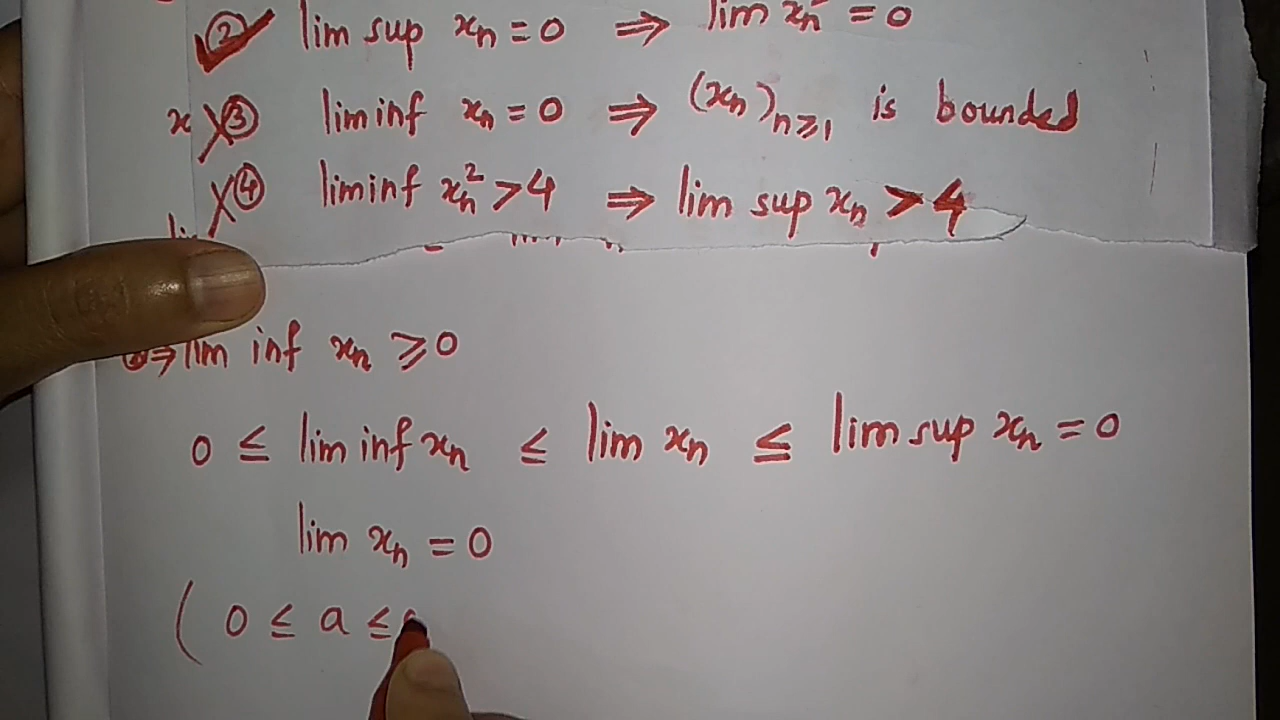 ② lim sup xₙ = 0 ⇒ lim xₙ = 0
x ③ lim inf xₙ = 0 ⇒ (xₙ)ₙ≥₁ is bounded
④ lim inf xₙ² > 4 ⇒ lim sup xₙ > 4
⇒ lim inf xₙ ≥ 0
0 ≤ lim inf xₙ ≤ lim xₙ ≤ lim sup xₙ = 0
lim xₙ = 0
( 0 ≤ a ≤